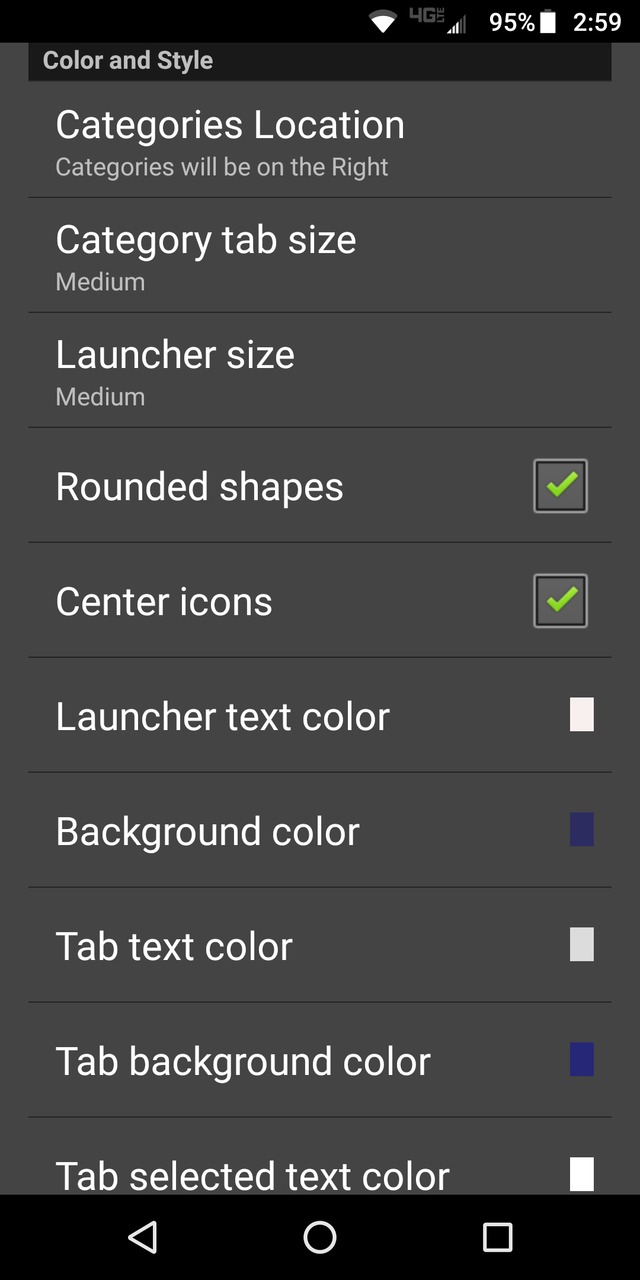 4G LTE 95% 2:59
Color and Style
Categories Location
Categories will be on the Right
Category tab size
Medium
Launcher size
Medium
Rounded shapes
Center icons
Launcher text color
Background color
Tab text color
Tab background color
Tab selected text color